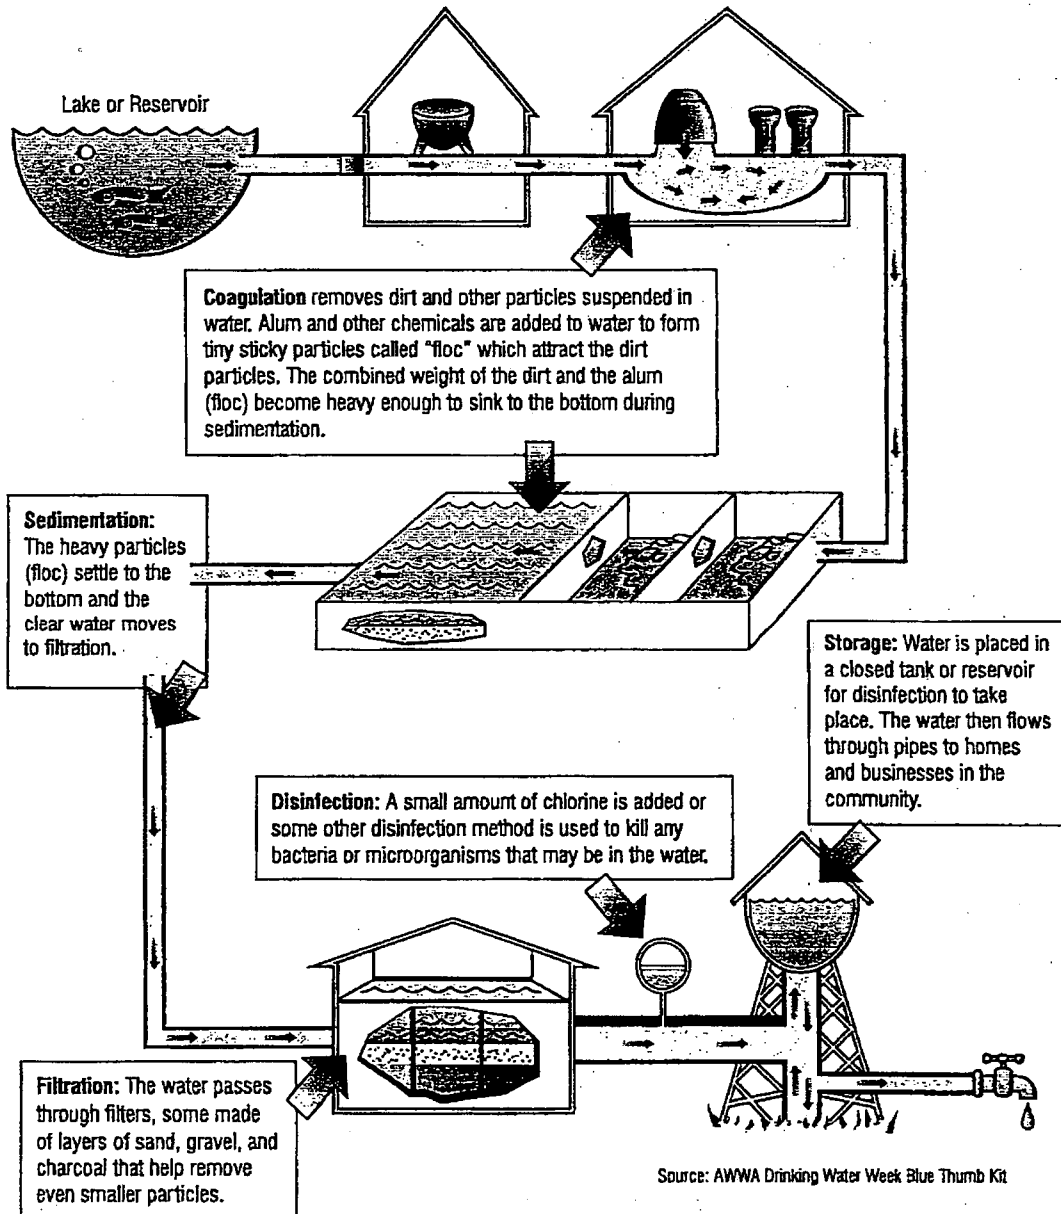 Lake or Reservoir
Coagulation removes dirt and other particles suspended in
water. Alum and other chemicals are added to water to form
tiny sticky particles called "floc" which attract the dirt
particles. The combined weight of the dirt and the alum
(floc) become heavy enough to sink to the bottom during
sedimentation.
Sedimentation:
The heavy particles
(floc) settle to the
bottom and the
clear water moves
to filtration.
Storage: Water is placed in
a closed tank or reservoir
for disinfection to take
place. The water then flows
through pipes to homes
and businesses in the
community.
Disinfection: A small amount of chlorine is added or
some other disinfection method is used to kill any
bacteria or microorganisms that may be in the water.
Filtration: The water passes
through filters, some made
of layers of sand, gravel, and
charcoal that help remove
even smaller particles.
Source: AWWA Drinking Water Week Blue Thumb Kit